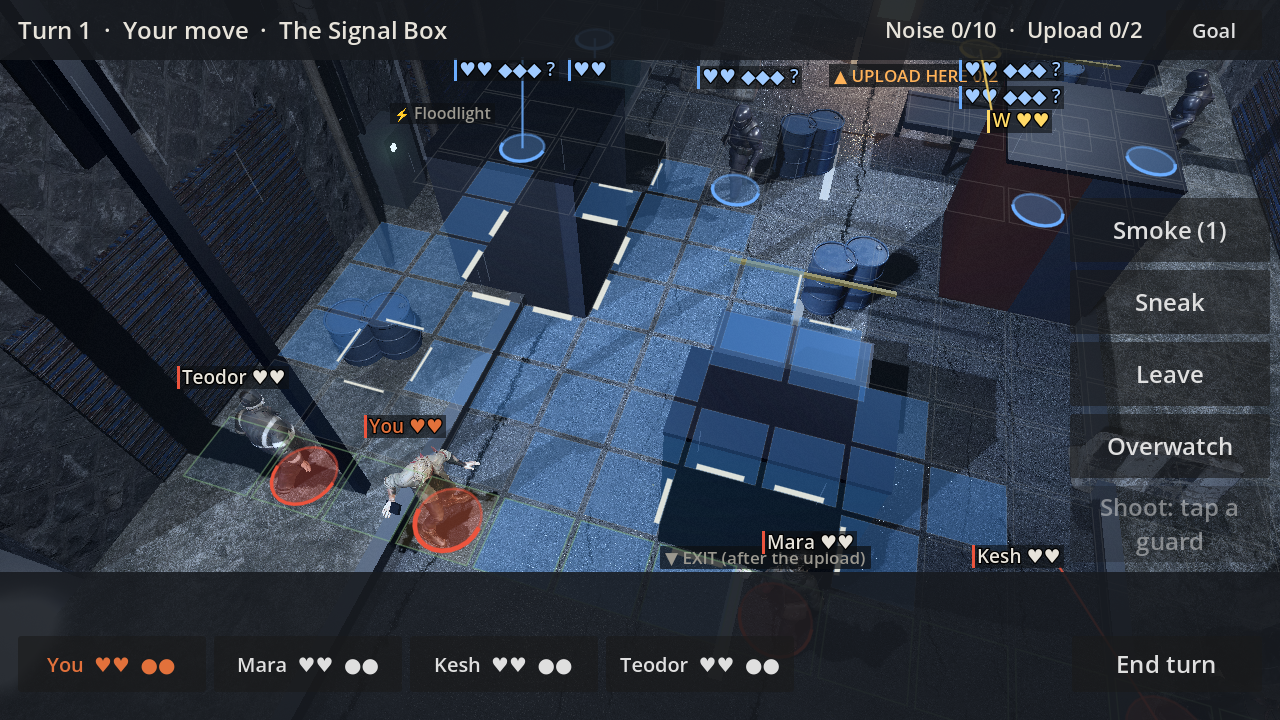 Turn 1 · Your move · The Signal Box
Noise 0/10 · Upload 0/2
Goal
♥♥ ◆◆◆ ?
♥♥
♥♥ ◆◆◆ ?
▲ UPLOAD HERE
♥♥ ◆◆◆ ?
♥♥ ◆◆◆ ?
W ♥♥
⚡ Floodlight
Smoke (1)
Sneak
Leave
Overwatch
Shoot: tap a
guard
Teodor ♥♥
You ♥♥
Mara ♥♥
▼ EXIT (after the upload)
Kesh ♥♥
You ♥♥ ●●
Mara ♥♥ ●●
Kesh ♥♥ ●●
Teodor ♥♥ ●●
End turn